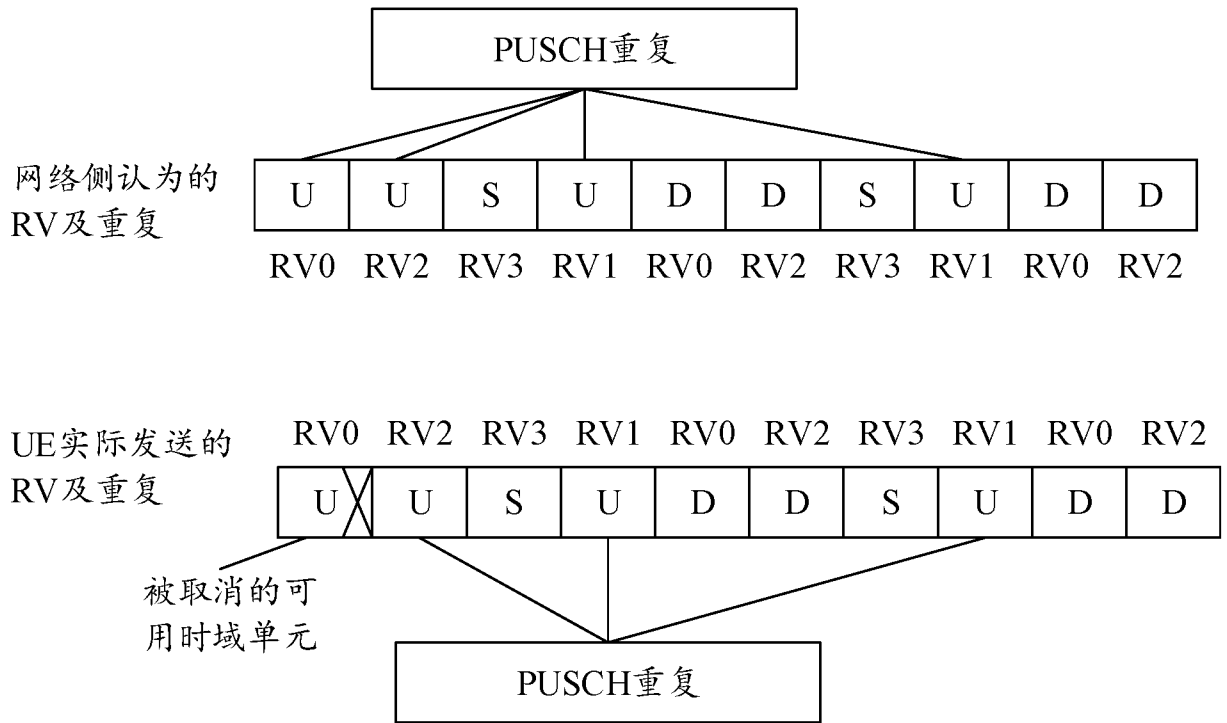 PUSCH重复
网络侧认为的
RV及重复
U U S U D D S U D D
RV0 RV2 RV3 RV1 RV0 RV2 RV3 RV1 RV0 RV2
UE实际发送的
RV及重复
RV0 RV2 RV3 RV1 RV0 RV2 RV3 RV1 RV0 RV2
U U S U D D S U D D
被取消的可
用时域单元
PUSCH重复